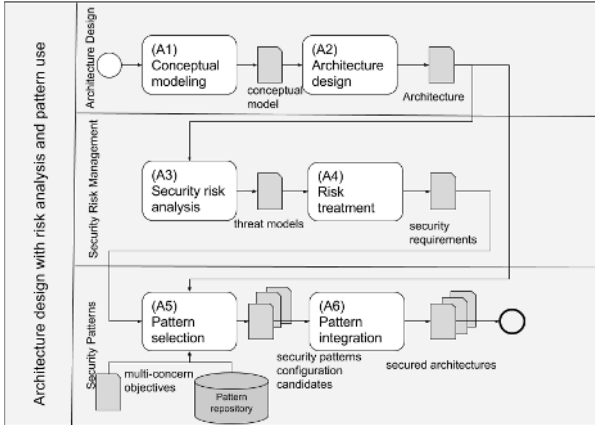 Architecture design with risk analysis and pattern use
Architecture Design
(A1)
Conceptual
modeling
conceptual
model
(A2)
Architecture
design
Architecture
Security Risk Management
(A3)
Security risk
analysis
threat models
(A4)
Risk
treatment
security
requirements
Security Patterns
(A5)
Pattern
selection
security patterns
configuration
candidates
(A6)
Pattern
integration
secured architectures
multi-concern
objectives
Pattern
repository